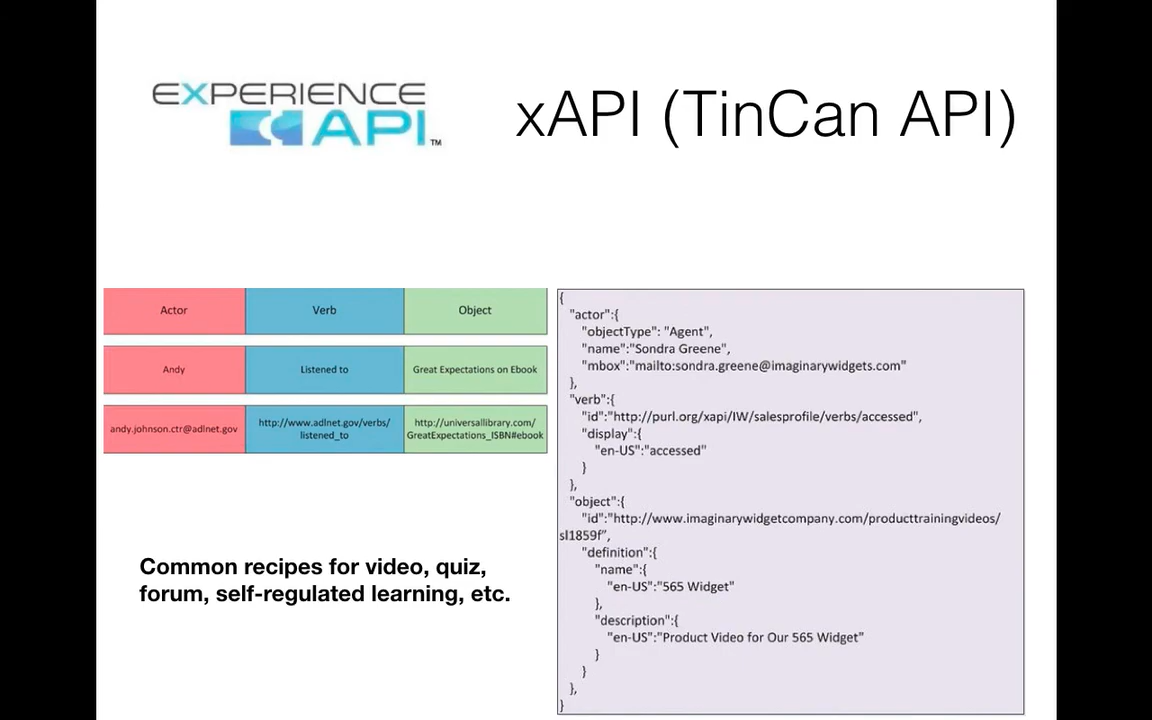 EXPERIENCE
API™
xAPI (TinCan API)
Actor
Verb
Object
Andy
Listened to
Great Expectations on Ebook
andy.johnson.ctr@adlnet.gov
http://www.adlnet.gov/verbs/
listened_to
http://universallibrary.com/
GreatExpectations_ISBN#ebook
Common recipes for video, quiz,
forum, self-regulated learning, etc.
{
"actor":{
"objectType": "Agent",
"name":"Sondra Greene",
"mbox":"mailto:sondra.greene@imaginarywidgets.com"
},
"verb":{
"id":"http://purl.org/xapi/IW/salesprofile/verbs/accessed",
"display":{
"en-US":"accessed"
}
},
"object":{
"id":"http://www.imaginarywidgetcompany.com/producttrainingvideos/
sl1859f",
"definition":{
"name":{
"en-US":"565 Widget"
},
"description":{
"en-US":"Product Video for Our 565 Widget"
}
}
},
}